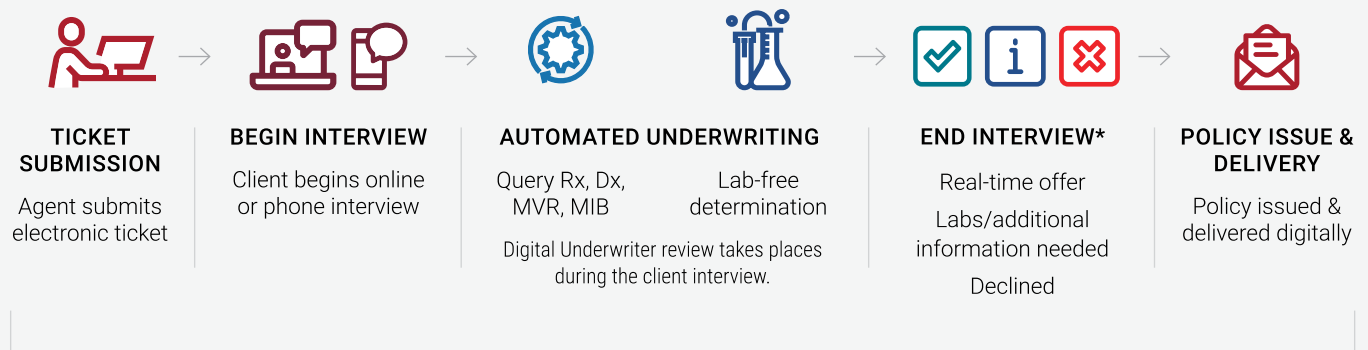 TICKET
SUBMISSION
Agent submits
electronic ticket
BEGIN INTERVIEW
Client begins online
or phone interview
AUTOMATED UNDERWRITING
Query Rx, Dx,
MVR, MIB
Lab-free
determination
Digital Underwriter review takes places
during the client interview.
END INTERVIEW*
Real-time offer
Labs/additional
information needed
Declined
POLICY ISSUE &
DELIVERY
Policy issued &
delivered digitally